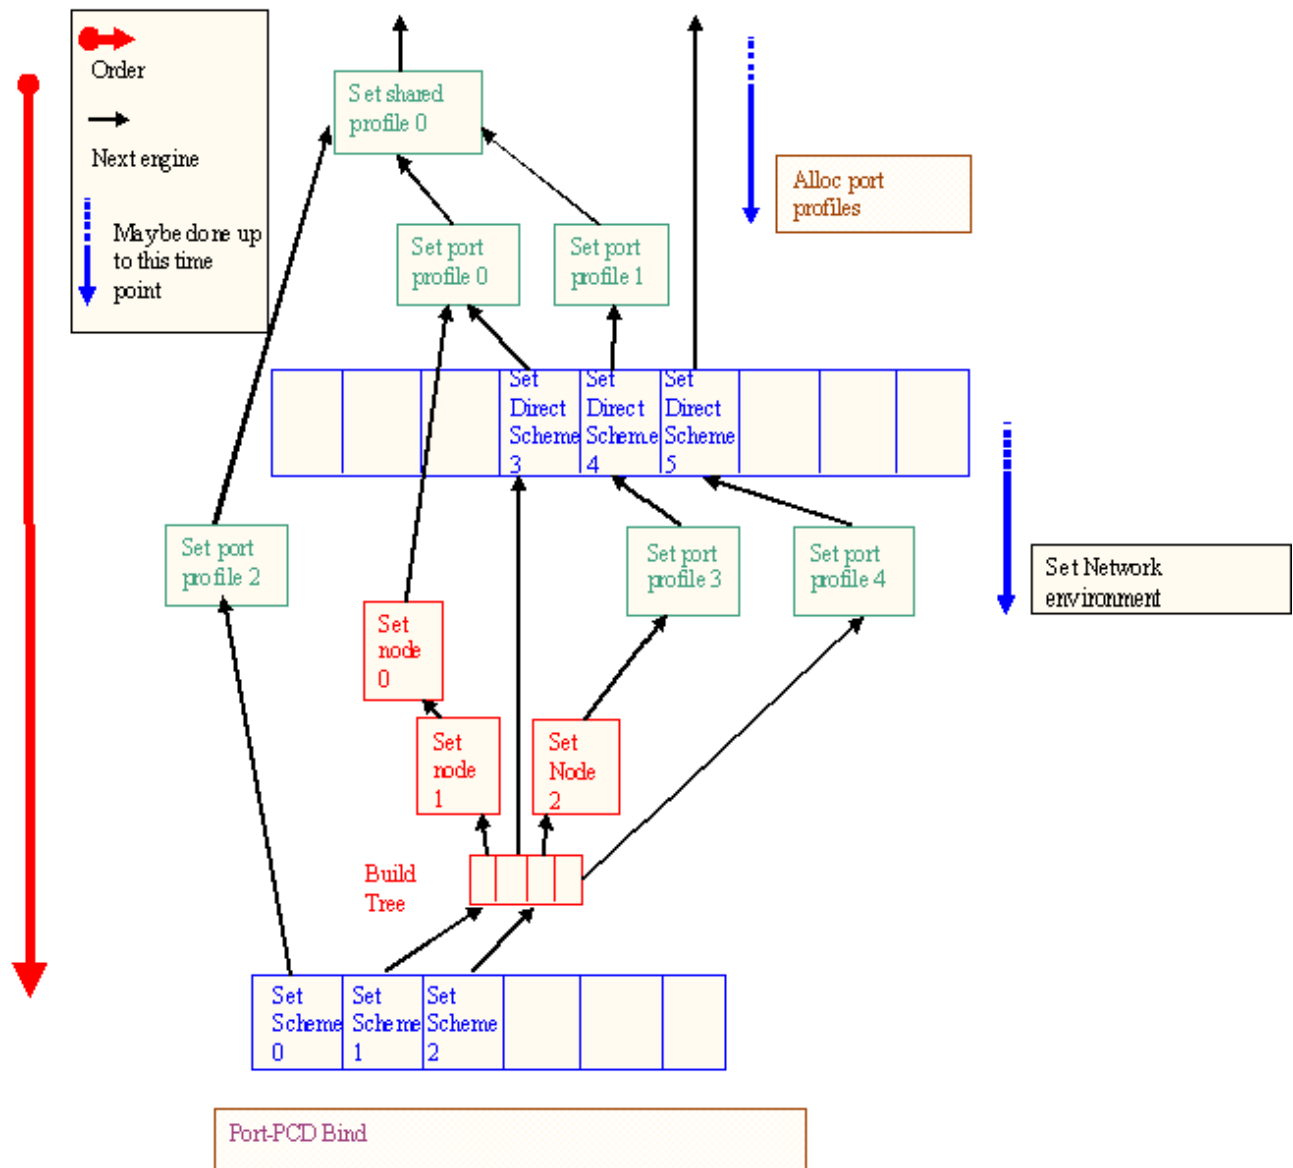 Order
Next engine
Maybe done up
to this time
point
Set shared
profile 0
Alloc port
profiles
Set port
profile 0
Set port
profile 1
Set
Direct
Scheme
3
Set
Direct
Scheme
4
Set
Direct
Scheme
5
Set port
profile 2
Set port
profile 3
Set port
profile 4
Set Network
environment
Set
node
0
Set
node
1
Set
Node
2
Build
Tree
Set
Scheme
0
Set
Scheme
1
Set
Scheme
2
Port-PCD Bind